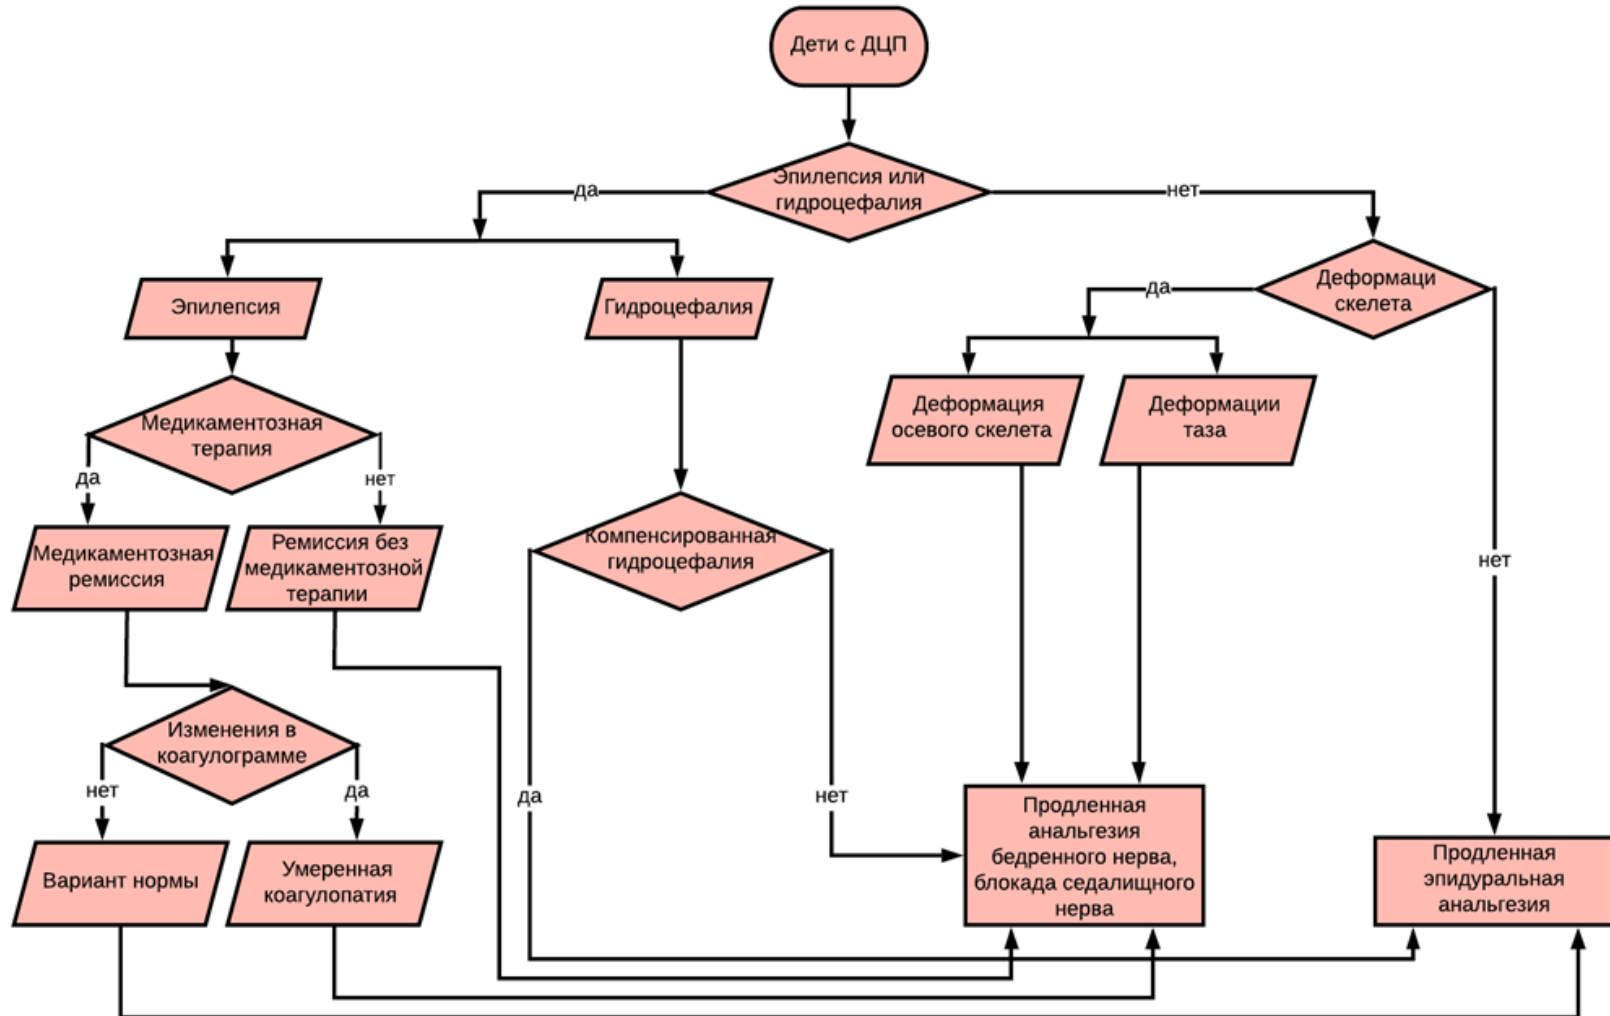 Дети с ДЦП
Эпилепсия или
гидроцефалия
да
нет
Эпилепсия
Гидроцефалия
Деформаци
скелета
да
Медикаментозная
терапия
Деформация
осевого скелета
Деформации
таза
да
нет
Медикаментозная
ремиссия
Ремиссия без
медикаментозной
терапии
Компенсированная
гидроцефалия
нет
Изменения в
коагулограмме
нет
да
да
нет
Вариант нормы
Умеренная
коагулопатия
Продленная
анальгезия
бедренного нерва,
блокада седалищного
нерва
Продленная
эпидуральная
анальгезия